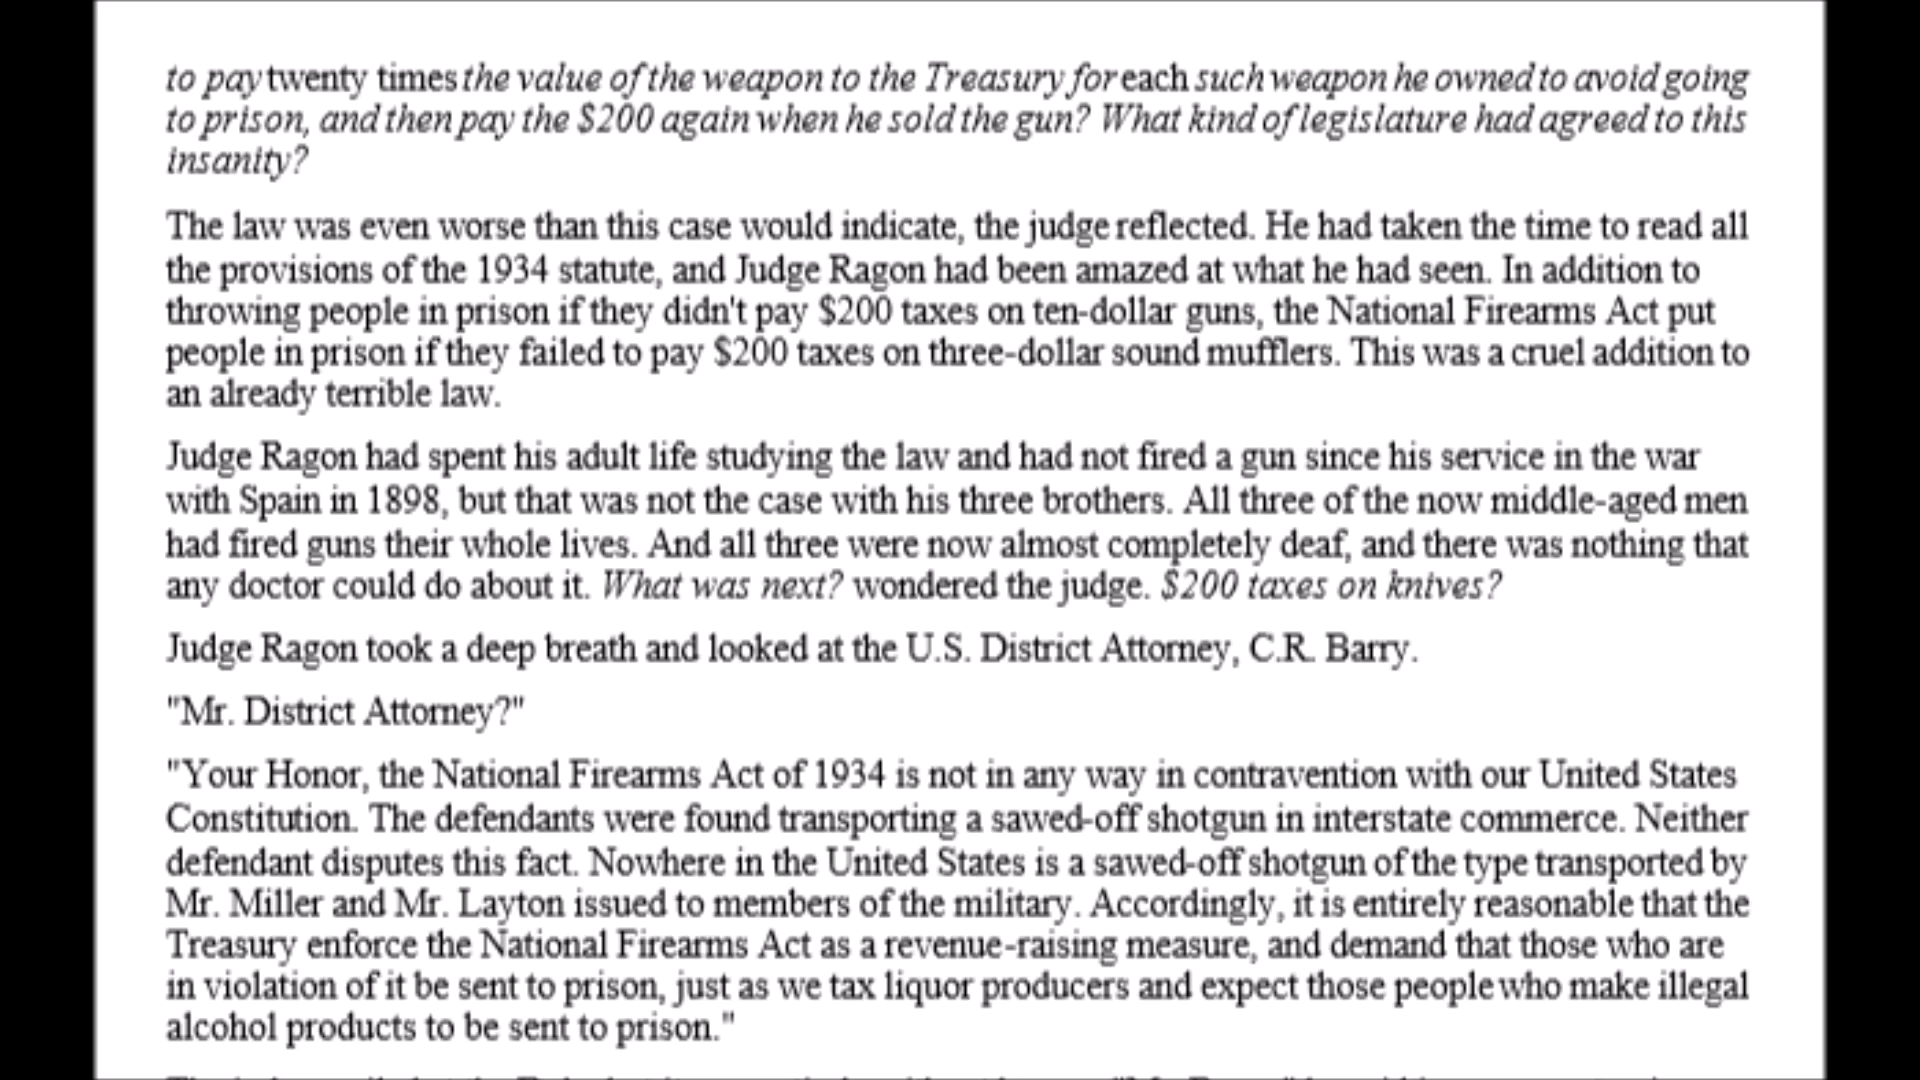 to pay twenty times the value of the weapon to the Treasury for each such weapon he owned to avoid going
to prison, and then pay the $200 again when he sold the gun? What kind of legislature had agreed to this
insanity?
The law was even worse than this case would indicate, the judge reflected. He had taken the time to read all
the provisions of the 1934 statute, and Judge Ragon had been amazed at what he had seen. In addition to
throwing people in prison if they didn't pay $200 taxes on ten-dollar guns, the National Firearms Act put
people in prison if they failed to pay $200 taxes on three-dollar sound mufflers. This was a cruel addition to
an already terrible law.
Judge Ragon had spent his adult life studying the law and had not fired a gun since his service in the war
with Spain in 1898, but that was not the case with his three brothers. All three of the now middle-aged men
had fired guns their whole lives. And all three were now almost completely deaf, and there was nothing that
any doctor could do about it. What was next? wondered the judge. $200 taxes on knives?
Judge Ragon took a deep breath and looked at the U.S. District Attorney, C.R. Barry.
"Mr. District Attorney?"
"Your Honor, the National Firearms Act of 1934 is not in any way in contravention with our United States
Constitution. The defendants were found transporting a sawed-off shotgun in interstate commerce. Neither
defendant disputes this fact. Nowhere in the United States is a sawed-off shotgun of the type transported by
Mr. Miller and Mr. Layton issued to members of the military. Accordingly, it is entirely reasonable that the
Treasury enforce the National Firearms Act as a revenue-raising measure, and demand that those who are
in violation of it be sent to prison, just as we tax liquor producers and expect those people who make illegal
alcohol products to be sent to prison."